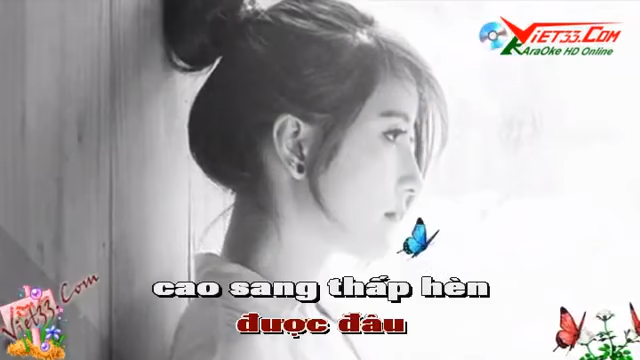 Viet33.Com
KAraOke HD Online
cao sang thấp hèn
được đâu
Viet33.Com